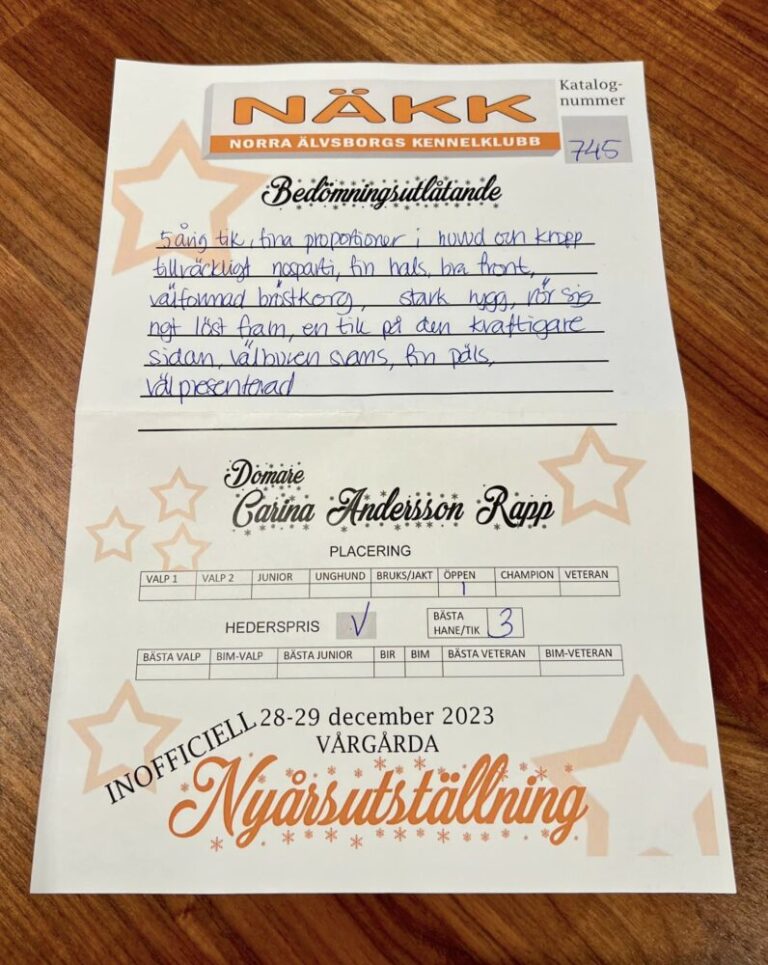 NÄKK
NORRA ÄLVSBORGS KENNELKLUBB
Katalog-
nummer
745
Bedömningsutlåtande
5 årig tik, fina proportioner i huvud och kropp
tillräckligt nosparti, fin hals, bra front,
välformad bröstkorg, stark rygg, rör sig
ngt löst fram, en tik på den kraftigare
sidan, välburen svans, fin päls,
välpresenterad
Domare
Carina Andersson Rapp
PLACERING
VALP 1 VALP 2 JUNIOR UNGHUND BRUKS/JAKT ÖPPEN CHAMPION VETERAN
1
HEDERSPRIS √ BÄSTA HANE/TIK 3
BÄSTA VALP BIM-VALP BÄSTA JUNIOR BIR BIM BÄSTA VETERAN BIM-VETERAN
INOFFICIELL
28-29 december 2023
VÅRGÅRDA
Nyårsutställning